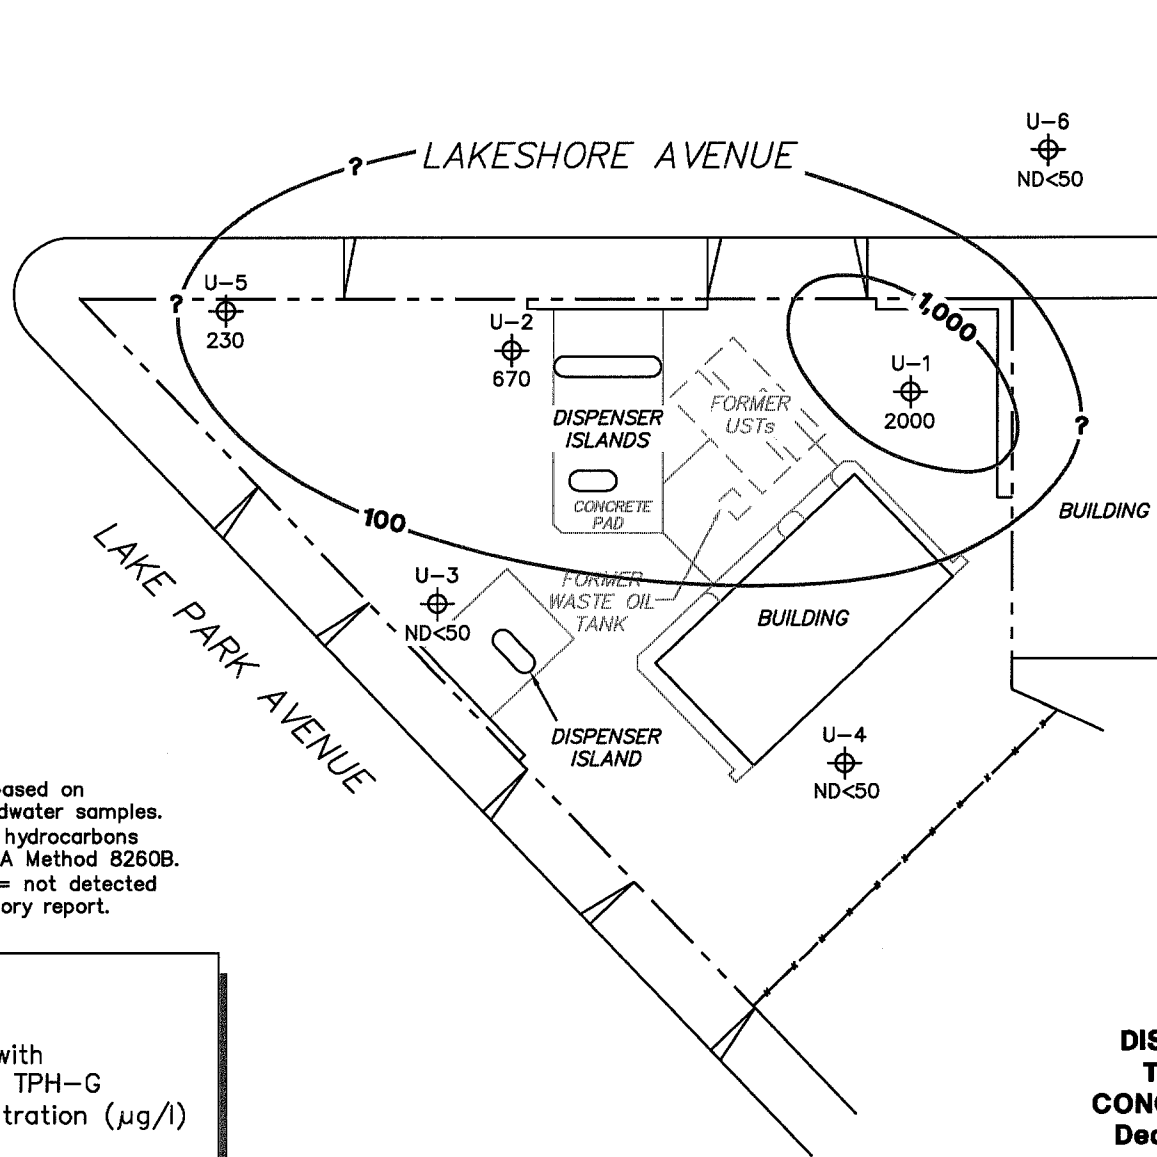 U-6
ND<50
LAKESHORE AVENUE
?
?
U-5
230
U-2
670
1,000
U-1
2000
?
FORMER
USTs
DISPENSER
ISLANDS
CONCRETE
PAD
100
BUILDING
LAKE PARK AVENUE
U-3
ND<50
FORMER
WASTE OIL
TANK
BUILDING
DISPENSER
ISLAND
U-4
ND<50
ased on
dwater samples.
hydrocarbons
A Method 8260B.
= not detected
ory report.
with
TPH-G
tration (µg/l)
DIS
T
CONC
Dec